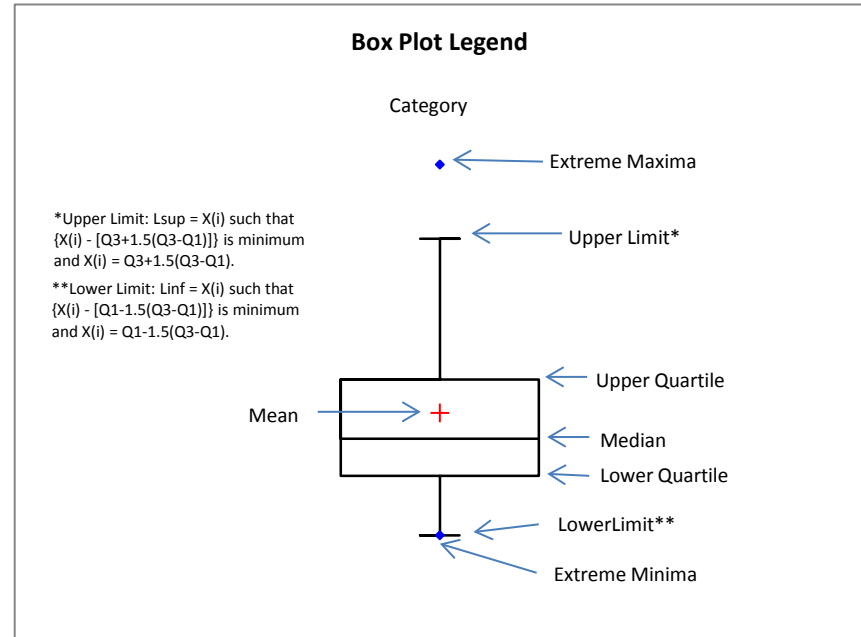 Box Plot Legend
Category
Extreme Maxima
*Upper Limit: Lsup = X(i) such that
{X(i) - [Q3+1.5(Q3-Q1)]} is minimum
and X(i) = Q3+1.5(Q3-Q1).
**Lower Limit: Linf = X(i) such that
{X(i) - [Q1-1.5(Q3-Q1)]} is minimum
and X(i) = Q1-1.5(Q3-Q1).
Upper Limit*
Upper Quartile
Mean
Median
Lower Quartile
LowerLimit**
Extreme Minima